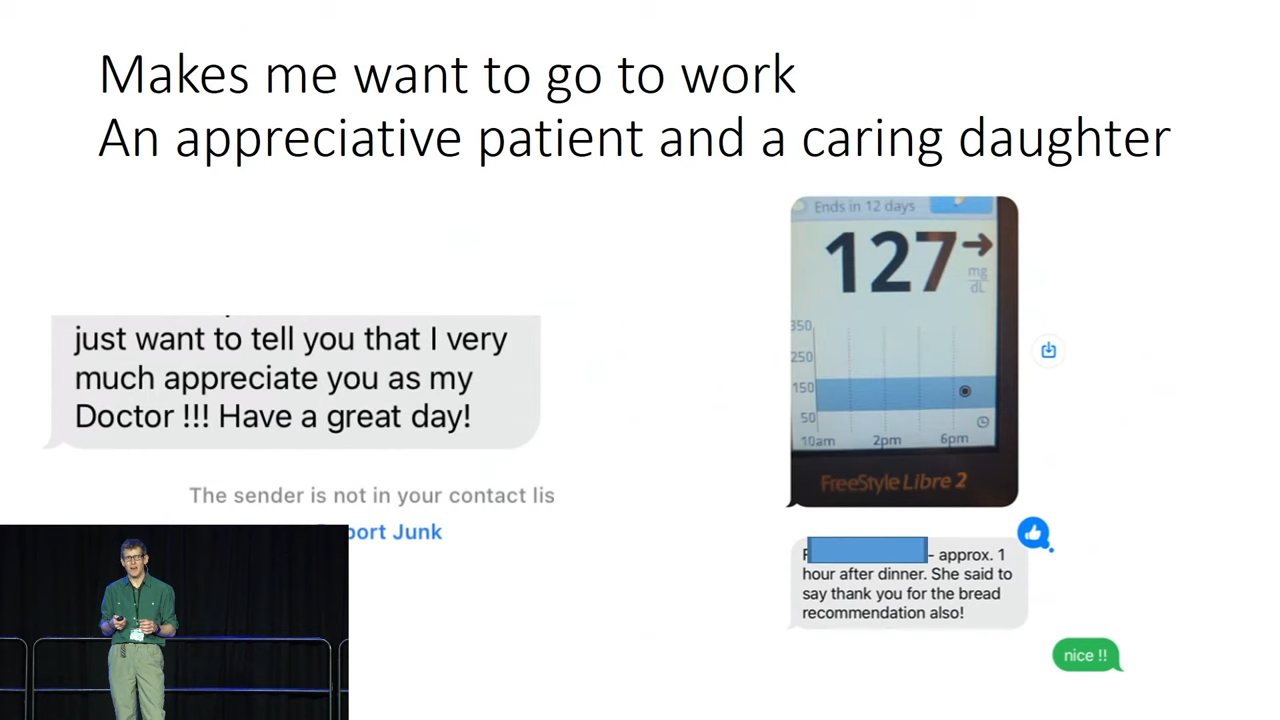 Makes me want to go to work
An appreciative patient and a caring daughter
just want to tell you that I very
much appreciate you as my
Doctor !!! Have a great day!
The sender is not in your contact lis
port Junk
Ends in 12 days
127
mg
dL
350
250
150
50
10am 2pm 6pm
FreeStyle Libre 2
- approx. 1
hour after dinner. She said to
say thank you for the bread
recommendation also!
nice !!